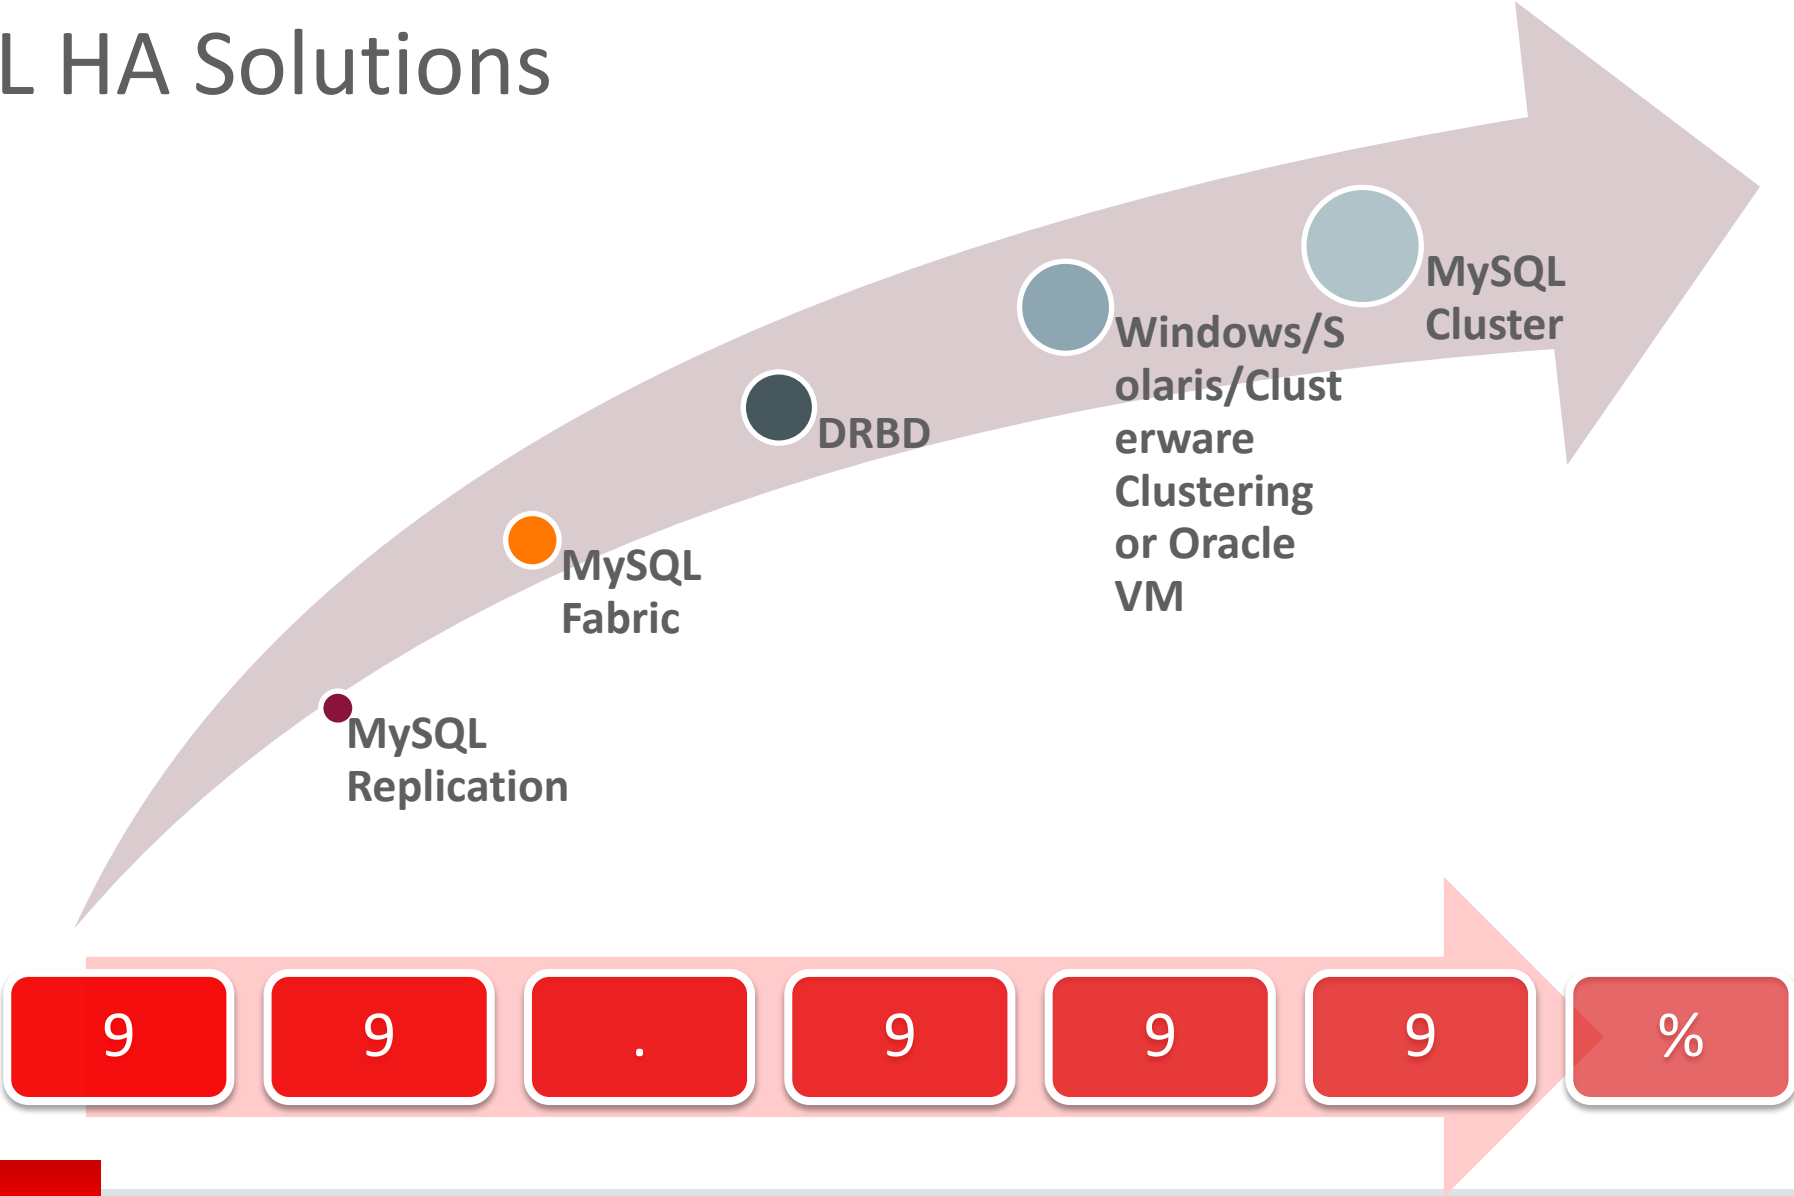 L HA Solutions
MySQL
Cluster
Windows/S
olaris/Clust
erware
Clustering
or Oracle
VM
DRBD
MySQL
Fabric
MySQL
Replication
9 9 . 9 9 9 %